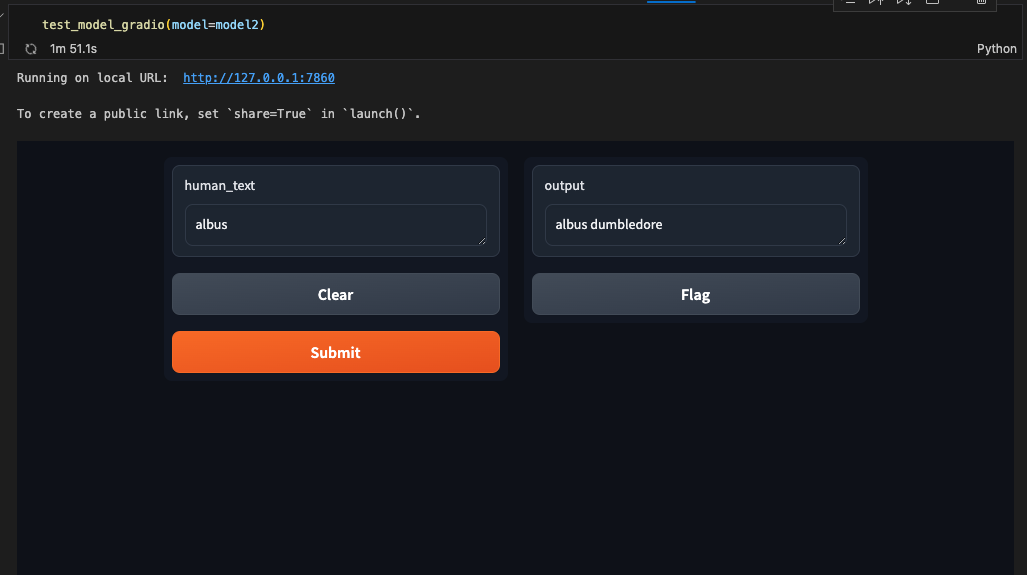 test_model_gradio(model=model2)
1m 51.1s
Python
Running on local URL:  http://127.0.0.1:7860
To create a public link, set `share=True` in `launch()`.
human_text
albus
Clear
Submit
output
albus dumbledore
Flag